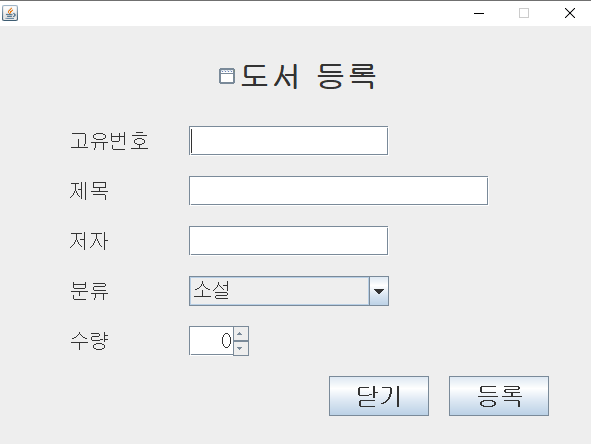 도서 등록
고유번호
제목
저자
분류 소설
수량 0
닫기 등록